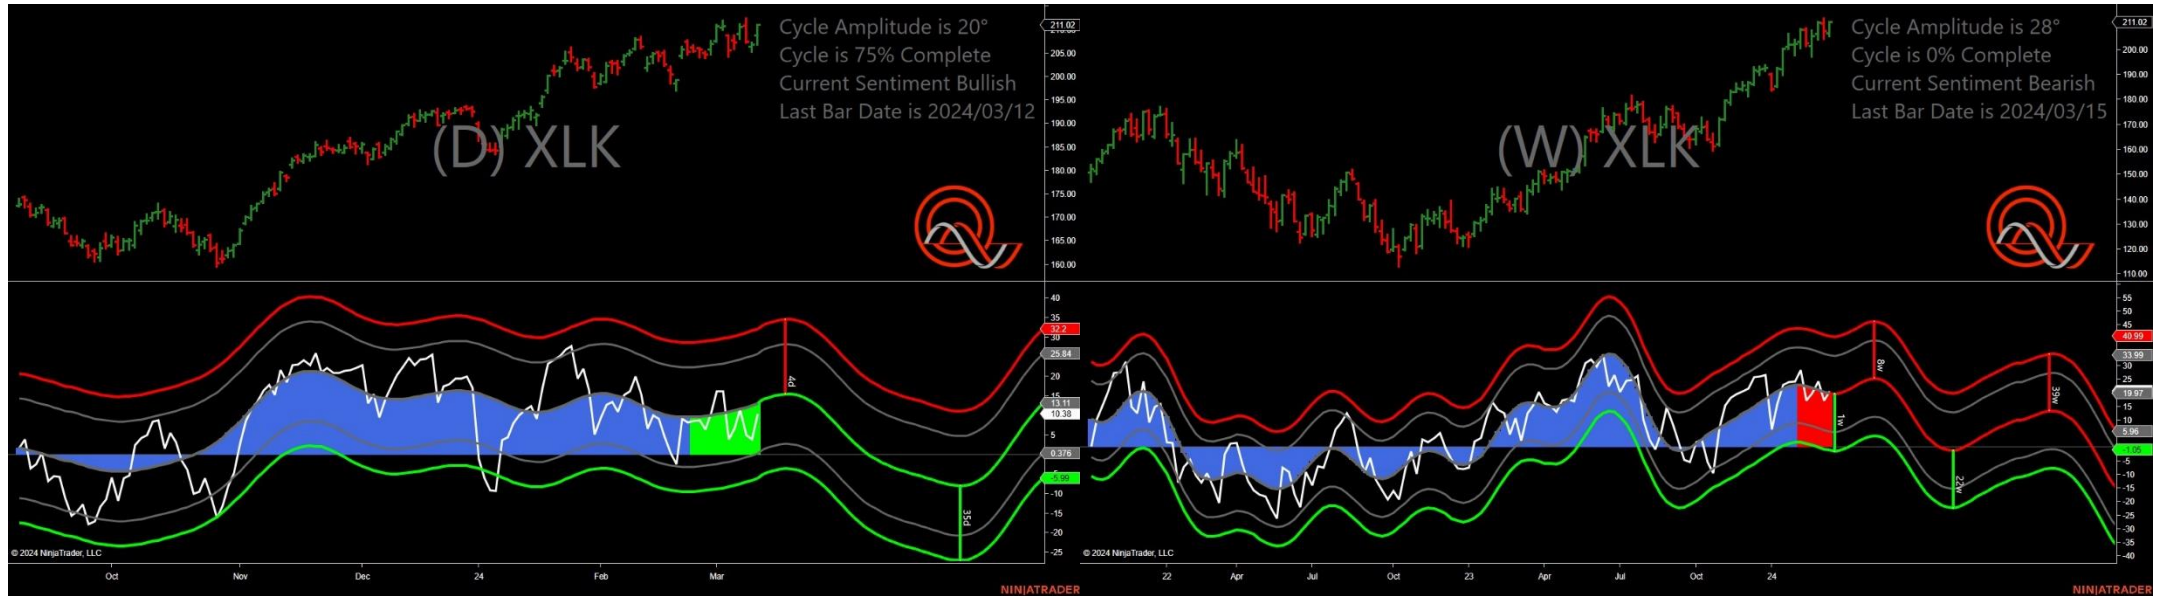 Cycle Amplitude is 20°
Cycle is 75% Complete
Current Sentiment Bullish
Last Bar Date is 2024/03/12
(D) XLK
211.02
205.00
200.00
195.00
190.00
185.00
180.00
175.00
170.00
165.00
160.00
40
35
32.2
30
25.84
20
15
13.11
10.38
5
0.376
-5.99
-10
-15
-20
-25
4d
35d
© 2024 NinjaTrader, LLC
Oct
Nov
Dec
24
Feb
Mar
NINJATRADER
Cycle Amplitude is 28°
Cycle is 0% Complete
Current Sentiment Bearish
Last Bar Date is 2024/03/15
(W) XLK
211.02
200.00
190.00
180.00
170.00
160.00
150.00
140.00
130.00
120.00
110.00
55
50
45
40.99
33.99
30
25
19.97
15
5.96
-1.05
-5
-10
-15
-20
-25
-30
-35
-40
1w
8w
22w
39w
© 2024 NinjaTrader, LLC
22
Apr
Jul
Oct
23
Apr
Jul
Oct
24
NINJATRADER